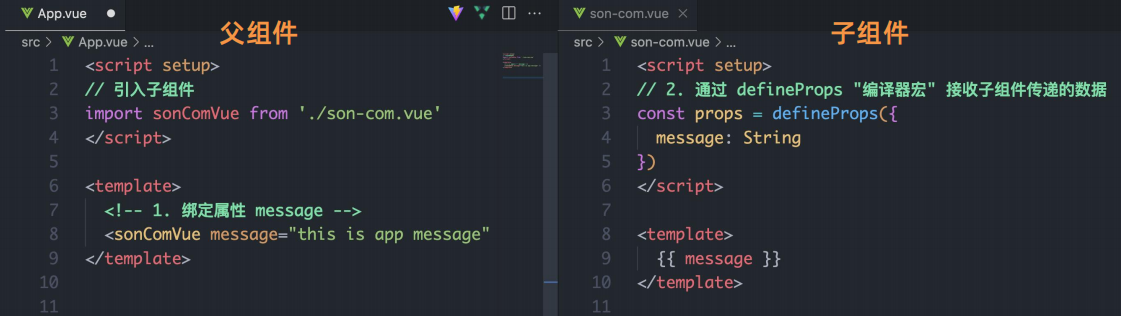 App.vue
父组件
src > App.vue > ...
1 <script setup>
2 // 引入子组件
3 import sonComVue from './son-com.vue'
4 </script>
5
6 <template>
7 <!-- 1. 绑定属性 message -->
8 <sonComVue message="this is app message"
9 </template>
10
11
son-com.vue
子组件
src > son-com.vue > ...
1 <script setup>
2 // 2. 通过 defineProps "编译器宏" 接收子组件传递的数据
3 const props = defineProps({
4 message: String
5 })
6 </script>
7
8 <template>
9 {{ message }}
10 </template>
11